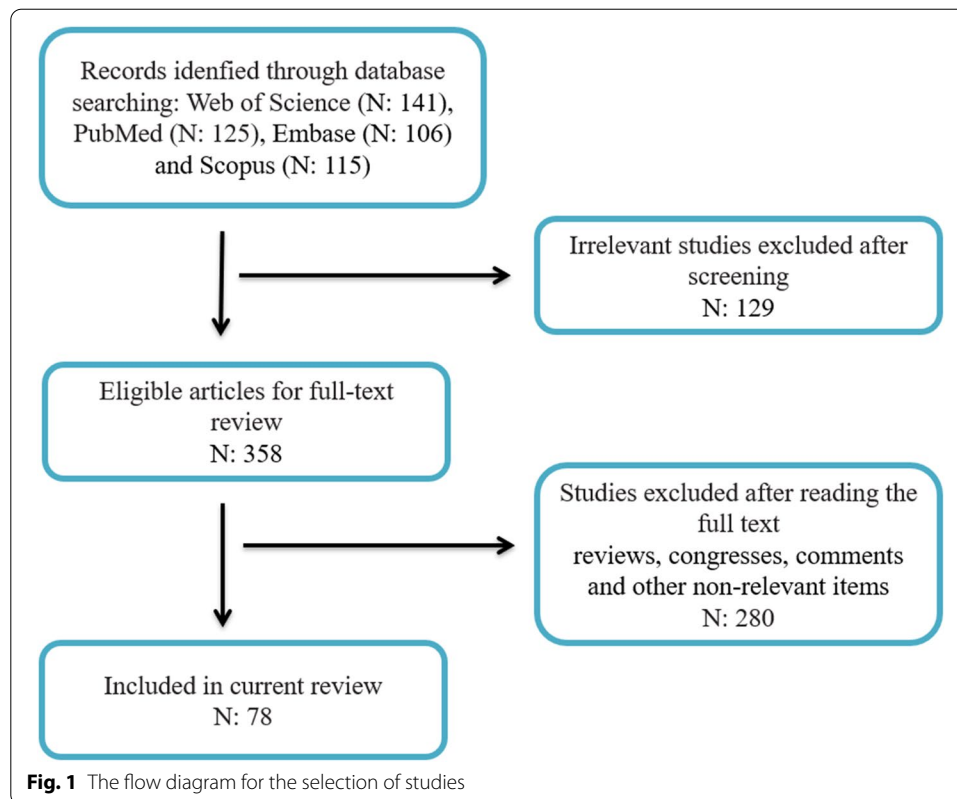 Records idenfied through database
searching: Web of Science (N: 141),
PubMed (N: 125), Embase (N: 106)
and Scopus (N: 115)
Irrelevant studies excluded after
screening
N: 129
Eligible articles for full-text
review
N: 358
Studies excluded after reading the
full text
reviews, congresses, comments
and other non-relevant items
N: 280
Included in current review
N: 78
Fig. 1 The flow diagram for the selection of studies